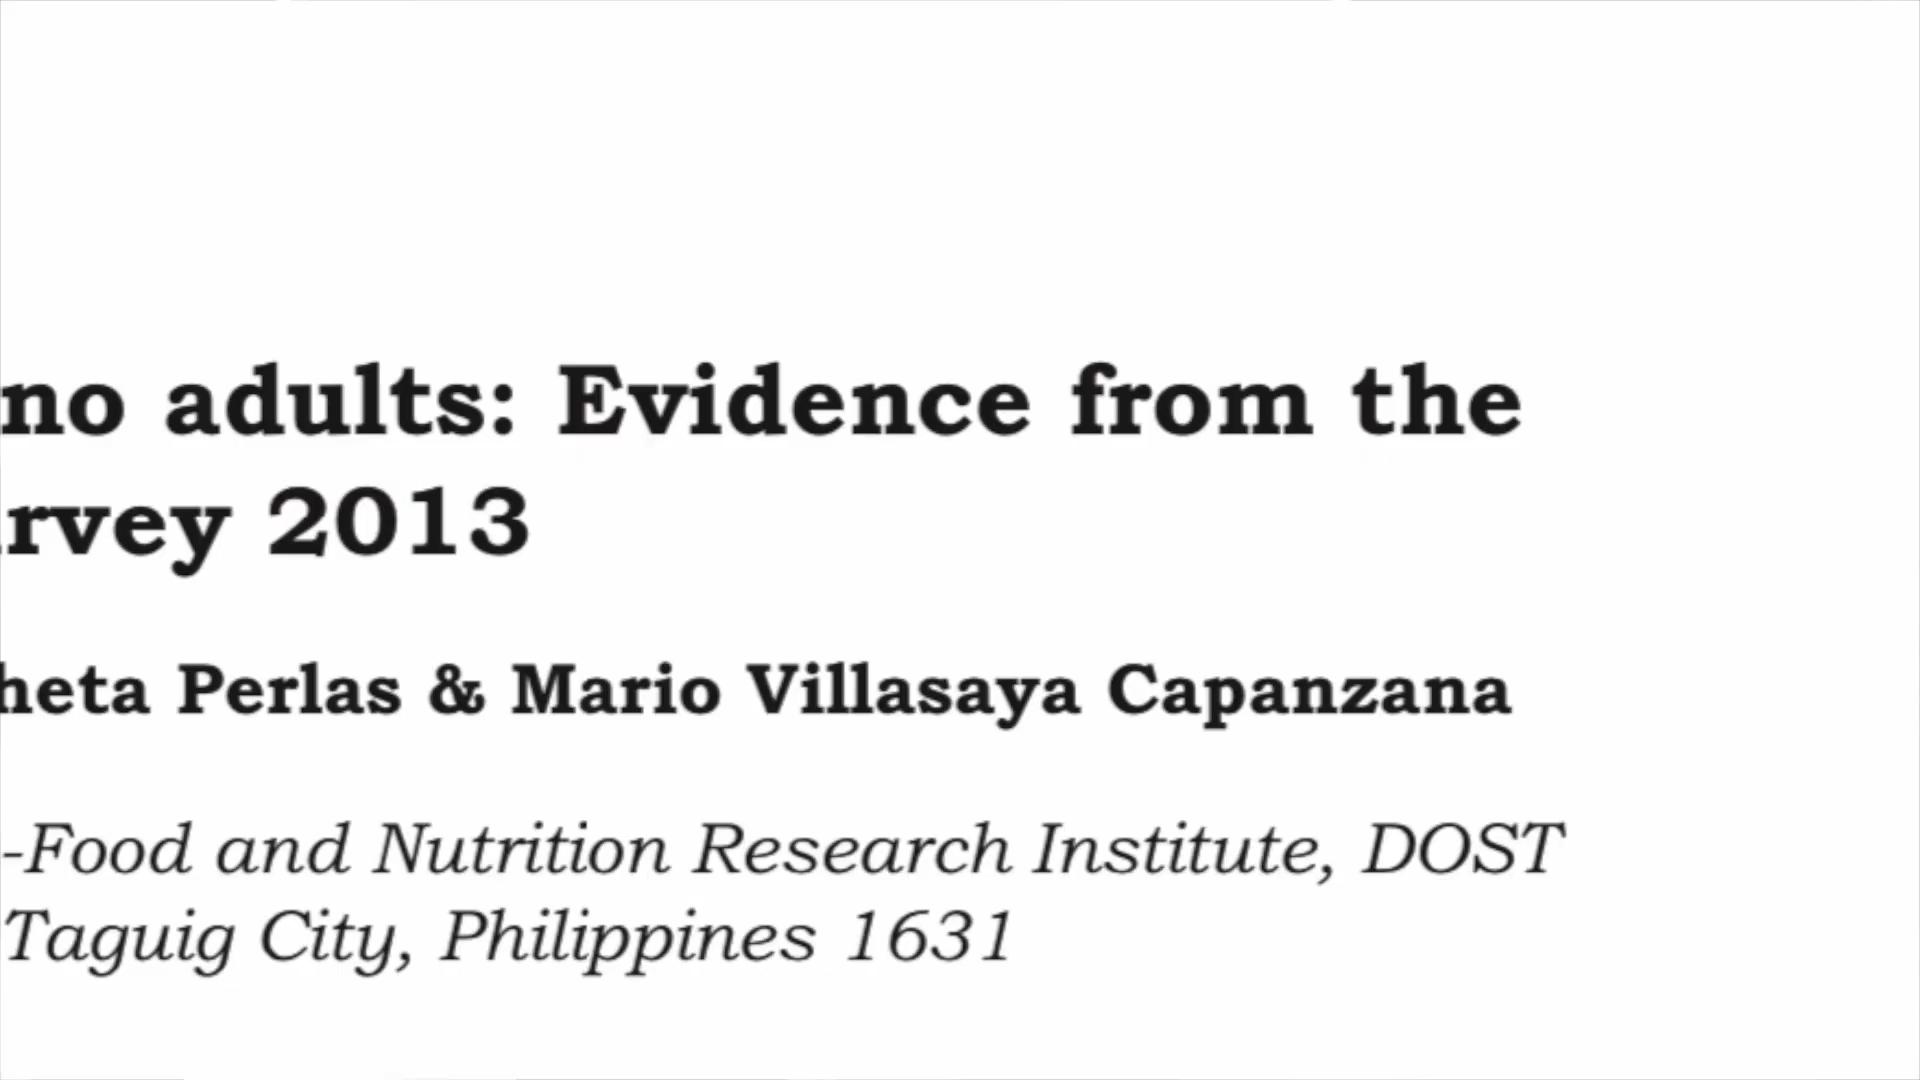 no adults: Evidence from the
rvey 2013
heta Perlas & Mario Villasaya Capanzana
-Food and Nutrition Research Institute, DOST
Taguig City, Philippines 1631